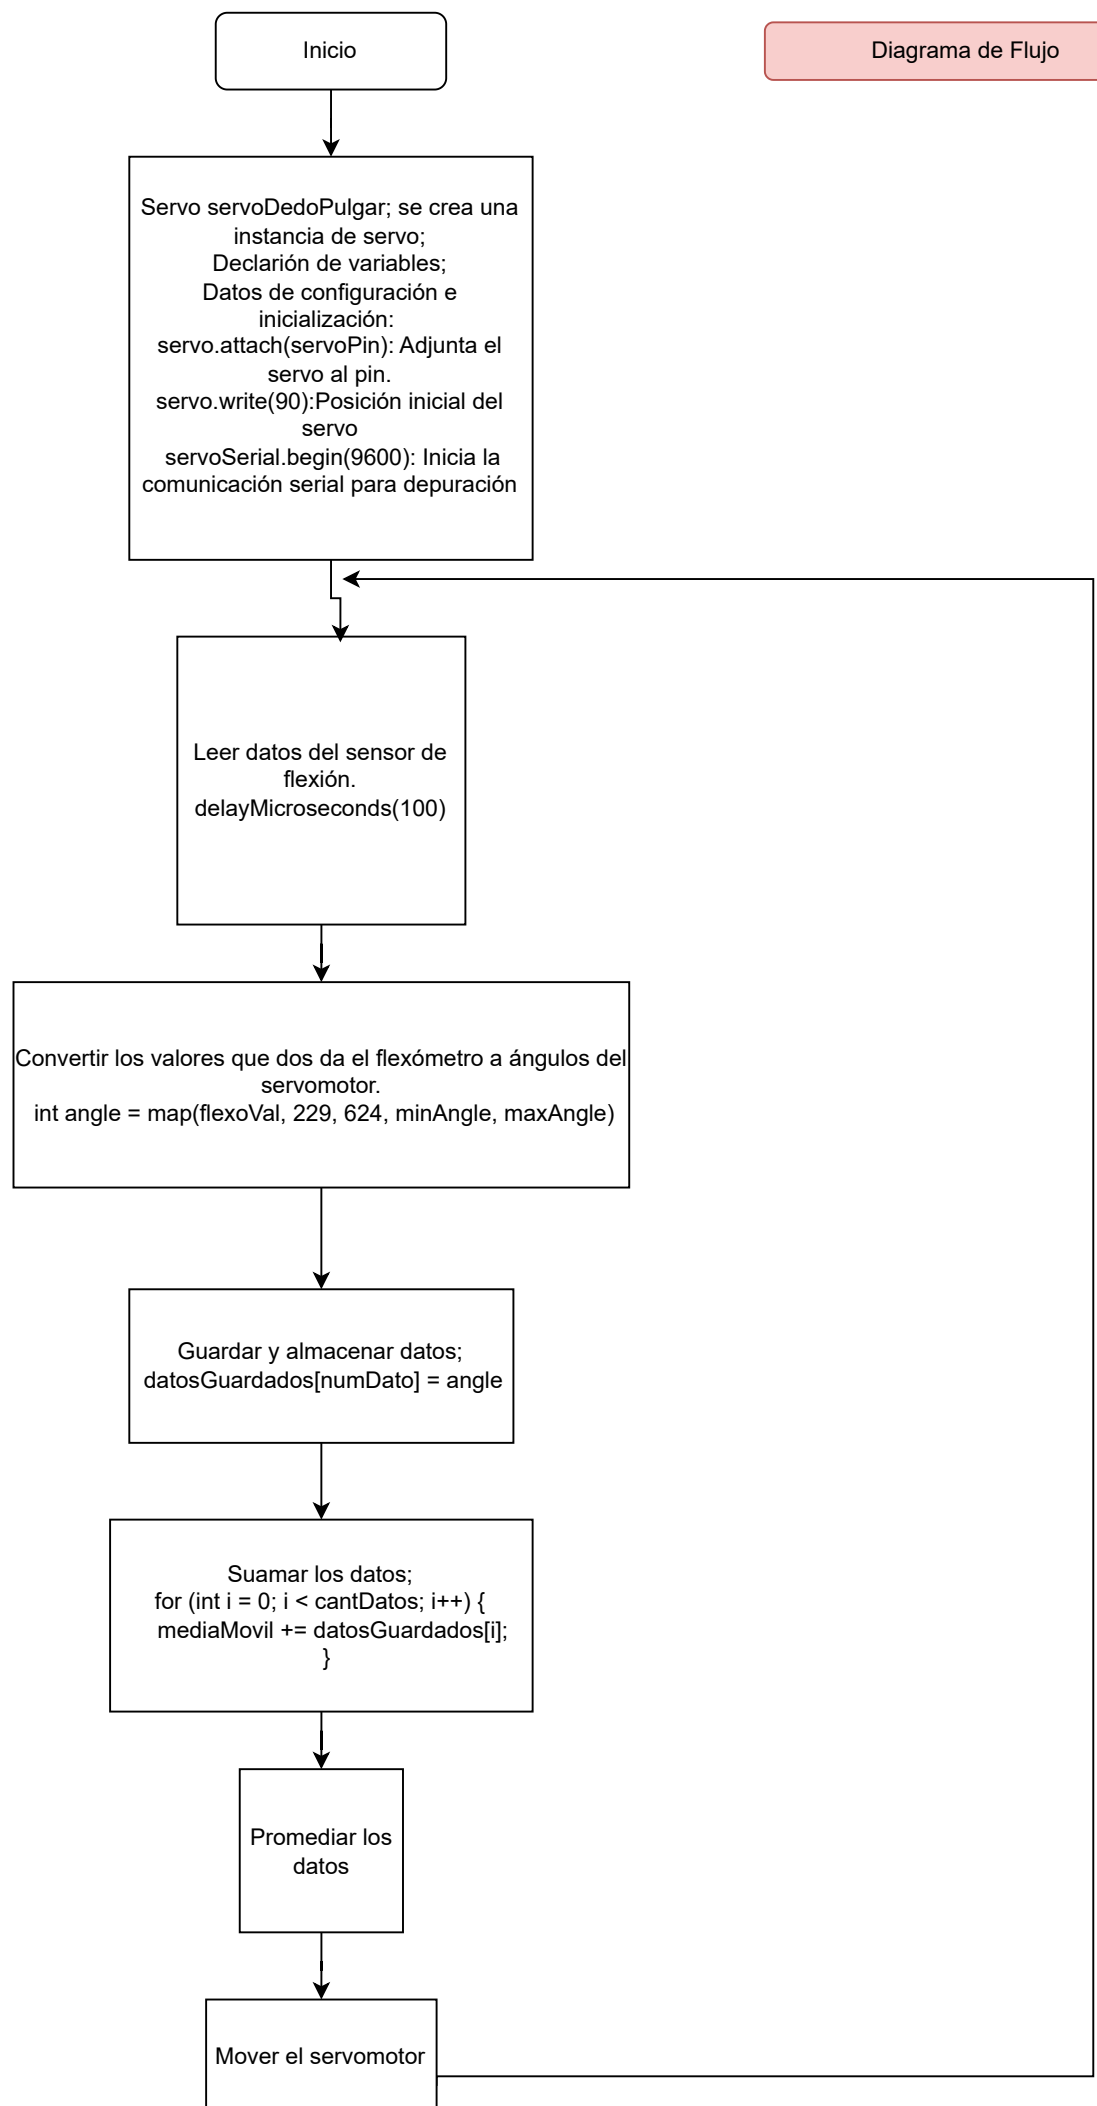 Inicio
Diagrama de Flujo
Servo servoDedoPulgar; se crea una
instancia de servo;
Declarión de variables;
Datos de configuración e
inicialización:
servo.attach(servoPin): Adjunta el
servo al pin.
servo.write(90):Posición inicial del
servo
servoSerial.begin(9600): Inicia la
comunicación serial para depuración
Leer datos del sensor de
flexión.
delayMicroseconds(100)
Convertir los valores que dos da el flexómetro a ángulos del
servomotor.
int angle = map(flexoVal, 229, 624, minAngle, maxAngle)
Guardar y almacenar datos;
datosGuardados[numDato] = angle
Suamar los datos;
for (int i = 0; i < cantDatos; i++) {
mediaMovil += datosGuardados[i];
}
Promediar los
datos
Mover el servomotor